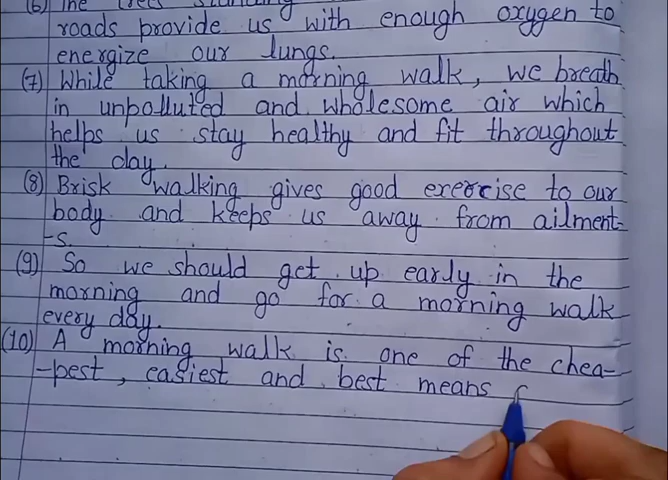 (6) The trees standing
roads provide us with enough oxygen to
energize our lungs.
(7) While taking a morning walk, we breath
in unpolluted and wholesome air which
helps us stay healthy and fit throughout
the day.
(8) Brisk walking gives good exercise to our
body and keeps us away from ailment-
-s.
(9) So we should get up early in the
morning and go for a morning walk
every day.
(10) A morning walk is one of the chea-
-pest, easiest and best means